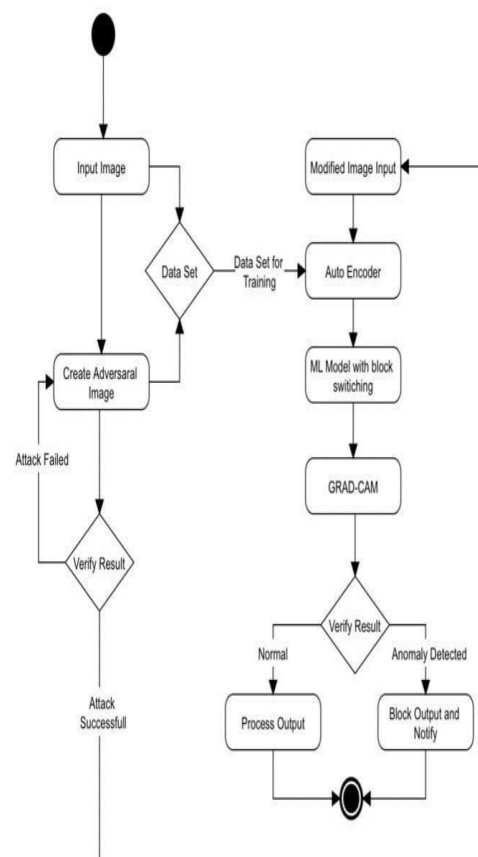 Input Image
Modified Image Input
Data Set
Data Set for
Training
Auto Encoder
Create Adversaral
Image
ML Model with block
switiching
Attack Failed
GRAD-CAM
Verify Result
Verify Result
Normal
Anomaly Detected
Attack
Successfull
Process Output
Block Output and
Notify